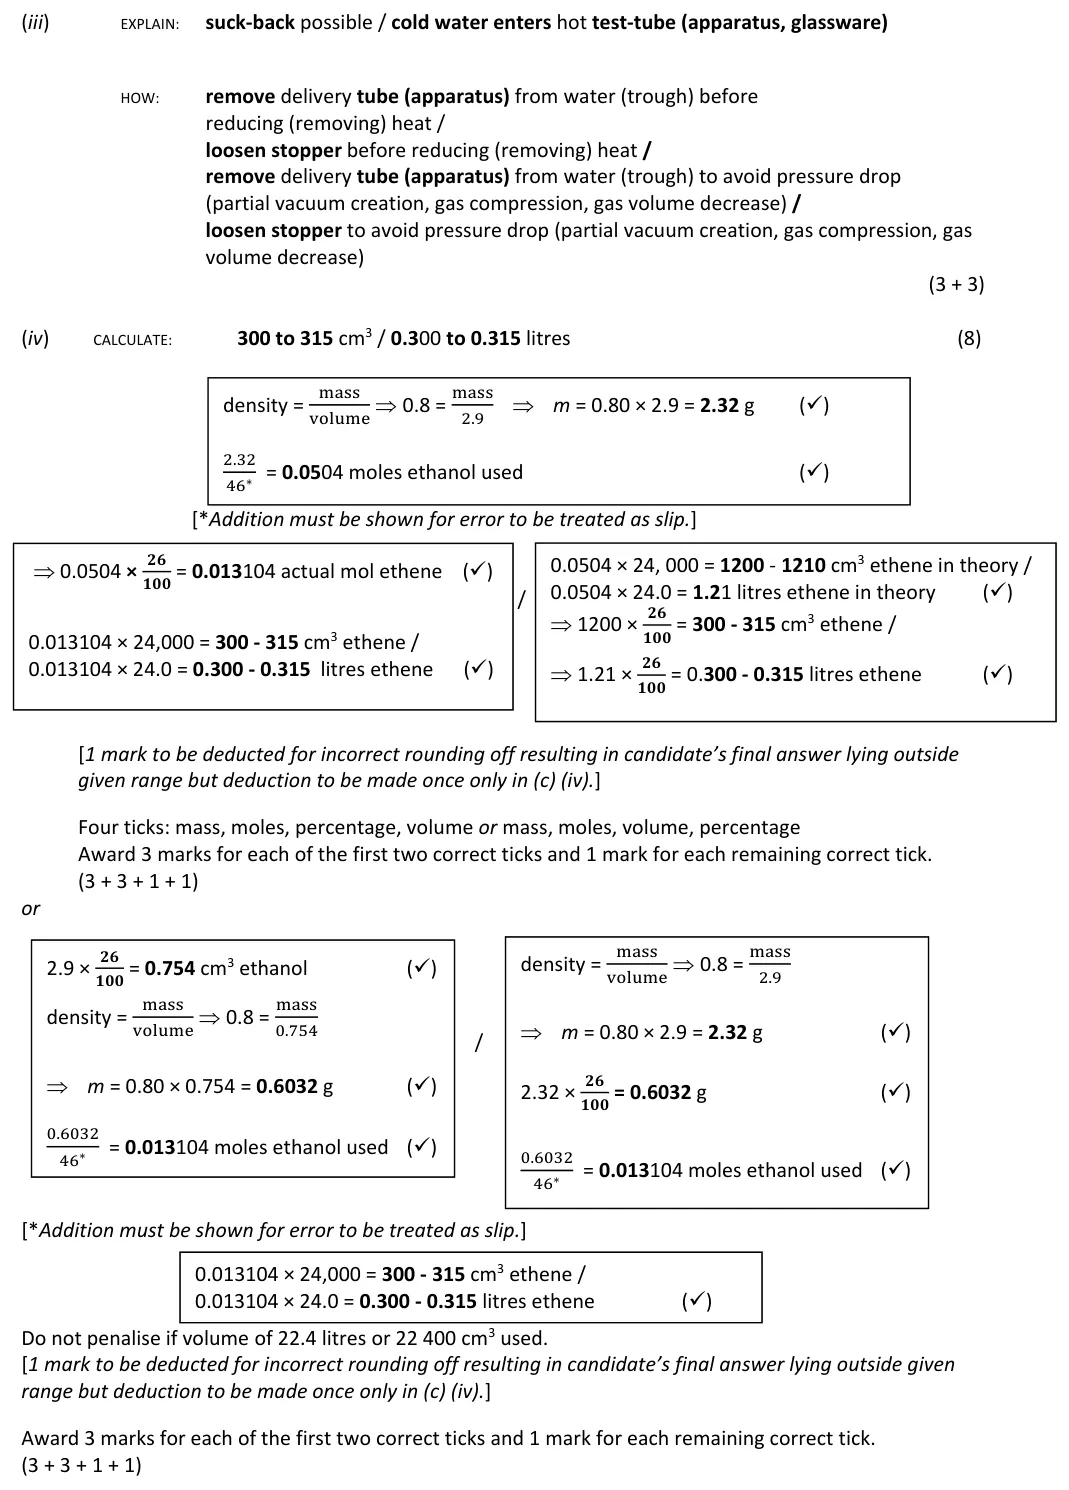 (iii) EXPLAIN: suck-back possible / cold water enters hot test-tube (apparatus, glassware)
HOW: remove delivery tube (apparatus) from water (trough) before
reducing (removing) heat /
loosen stopper before reducing (removing) heat /
remove delivery tube (apparatus) from water (trough) to avoid pressure drop
(partial vacuum creation, gas compression, gas volume decrease) /
loosen stopper to avoid pressure drop (partial vacuum creation, gas compression, gas
volume decrease)
(3 + 3)
(iv) CALCULATE: 300 to 315 cm³ / 0.300 to 0.315 litres (8)
density = mass/volume ⇒ 0.8 = mass/2.9 ⇒ m = 0.80 × 2.9 = 2.32 g (✓)
2.32/46* = 0.0504 moles ethanol used (✓)
[*Addition must be shown for error to be treated as slip.]
⇒ 0.0504 × 26/100 = 0.013104 actual mol ethene (✓)
0.013104 × 24,000 = 300 - 315 cm³ ethene /
0.013104 × 24.0 = 0.300 - 0.315 litres ethene (✓)
/
0.0504 × 24, 000 = 1200 - 1210 cm³ ethene in theory /
0.0504 × 24.0 = 1.21 litres ethene in theory (✓)
⇒ 1200 × 26/100 = 300 - 315 cm³ ethene /
⇒ 1.21 × 26/100 = 0.300 - 0.315 litres ethene (✓)
[1 mark to be deducted for incorrect rounding off resulting in candidate’s final answer lying outside
given range but deduction to be made once only in (c) (iv).]
Four ticks: mass, moles, percentage, volume or mass, moles, volume, percentage
Award 3 marks for each of the first two correct ticks and 1 mark for each remaining correct tick.
(3 + 3 + 1 + 1)
or
2.9 × 26/100 = 0.754 cm³ ethanol (✓)
density = mass/volume ⇒ 0.8 = mass/0.754
⇒ m = 0.80 × 0.754 = 0.6032 g (✓)
0.6032/46* = 0.013104 moles ethanol used (✓)
/
density = mass/volume ⇒ 0.8 = mass/2.9
⇒ m = 0.80 × 2.9 = 2.32 g (✓)
2.32 × 26/100 = 0.6032 g (✓)
0.6032/46* = 0.013104 moles ethanol used (✓)
[*Addition must be shown for error to be treated as slip.]
0.013104 × 24,000 = 300 - 315 cm³ ethene /
0.013104 × 24.0 = 0.300 - 0.315 litres ethene (✓)
Do not penalise if volume of 22.4 litres or 22 400 cm³ used.
[1 mark to be deducted for incorrect rounding off resulting in candidate’s final answer lying outside given
range but deduction to be made once only in (c) (iv).]
Award 3 marks for each of the first two correct ticks and 1 mark for each remaining correct tick.
(3 + 3 + 1 + 1)